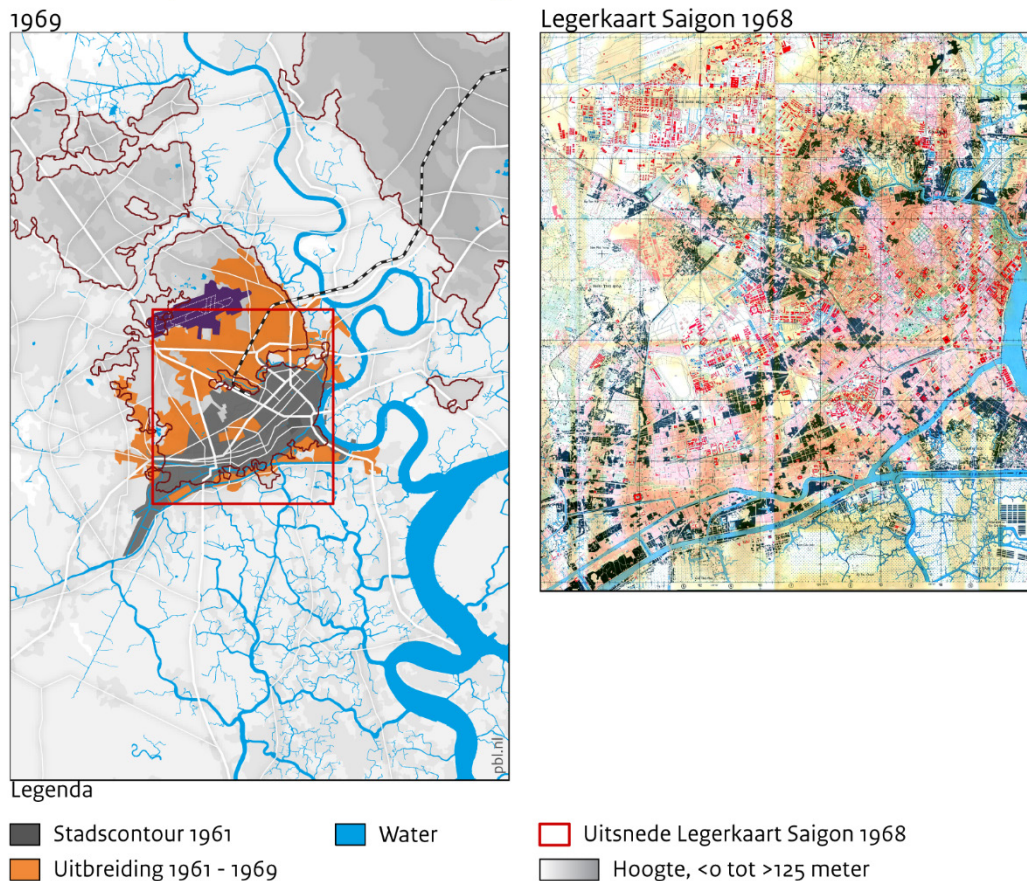 1969
Legerkaart Saigon 1968
pbl.nl
Legenda
Stadscontour 1961
Water
Uitsnede Legerkaart Saigon 1968
Uitbreiding 1961 - 1969
Hoogte, <0 tot >125 meter